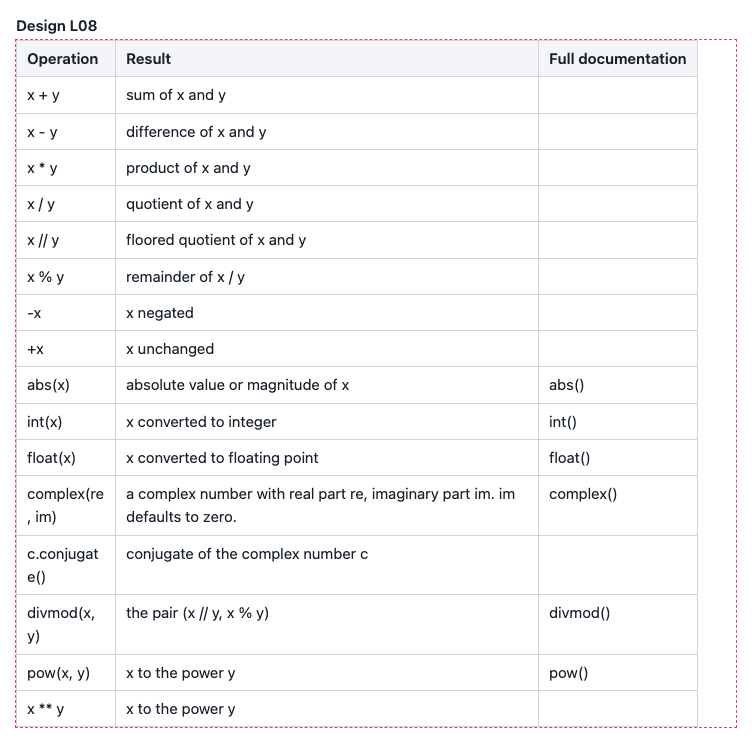 Design L08
Operation Result Full documentation
x + y sum of x and y
x - y difference of x and y
x * y product of x and y
x / y quotient of x and y
x // y floored quotient of x and y
x % y remainder of x / y
-x x negated
+x x unchanged
abs(x) absolute value or magnitude of x abs()
int(x) x converted to integer int()
float(x) x converted to floating point float()
complex(re a complex number with real part re, imaginary part im. im complex()
, im) defaults to zero.
c.conjugat conjugate of the complex number c
e()
divmod(x, the pair (x // y, x % y) divmod()
y)
pow(x, y) x to the power y pow()
x ** y x to the power y